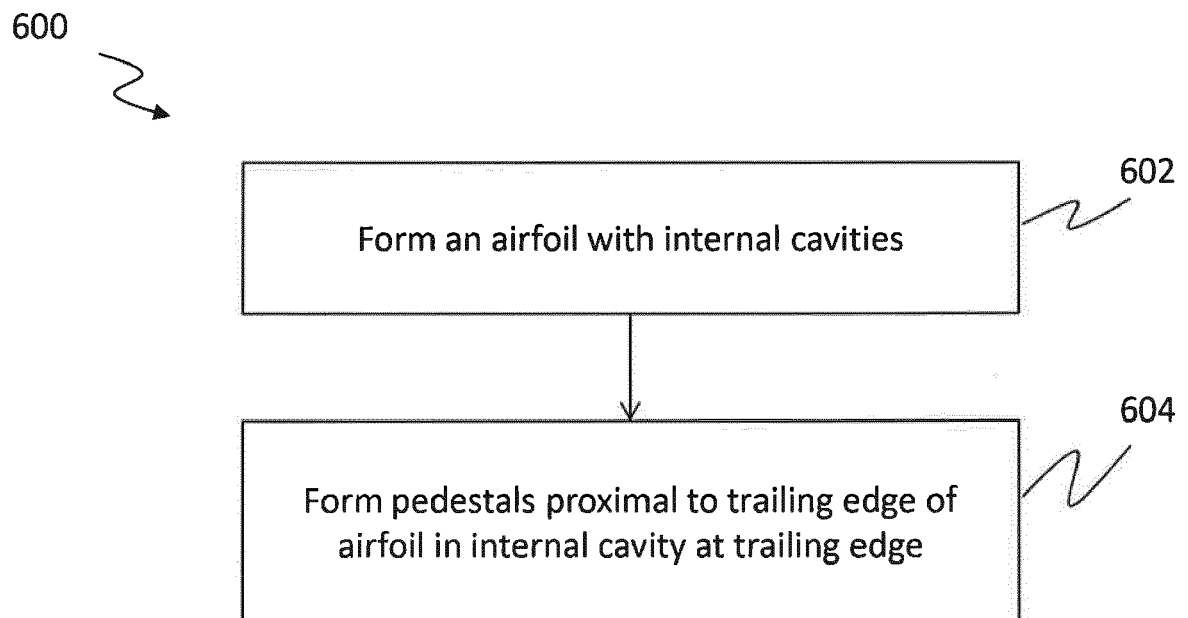 600
602
Form an airfoil with internal cavities
604
Form pedestals proximal to trailing edge of
airfoil in internal cavity at trailing edge